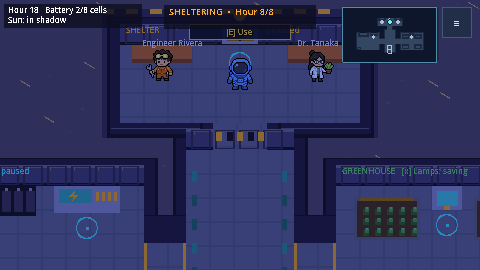 Hour 18 Battery 2/8 cells
Sun: in shadow
SHELTERING • Hour 8/8
SHELTER
[E] Use
Engineer Rivera
Dr. Tanaka
paused
GREENHOUSE [x] Lamps: saving